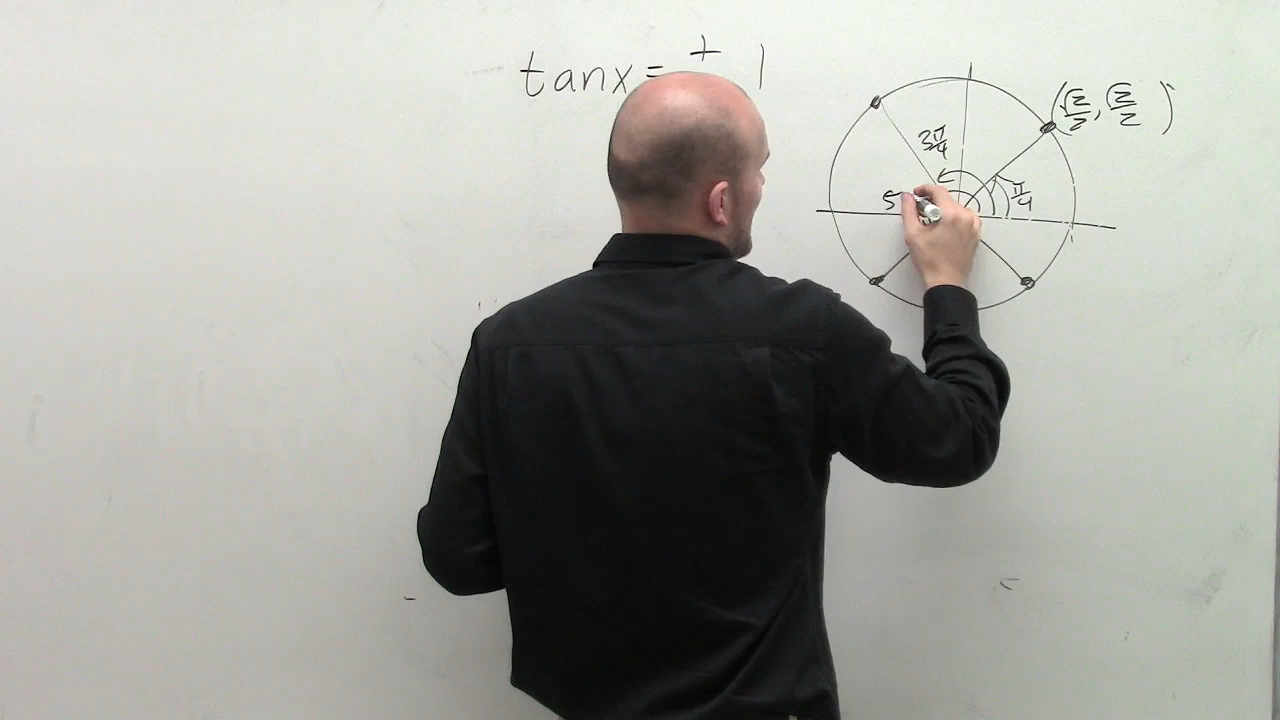 tanx = ± 1
(√2/2, √2/2)
3π/4
π/4
5